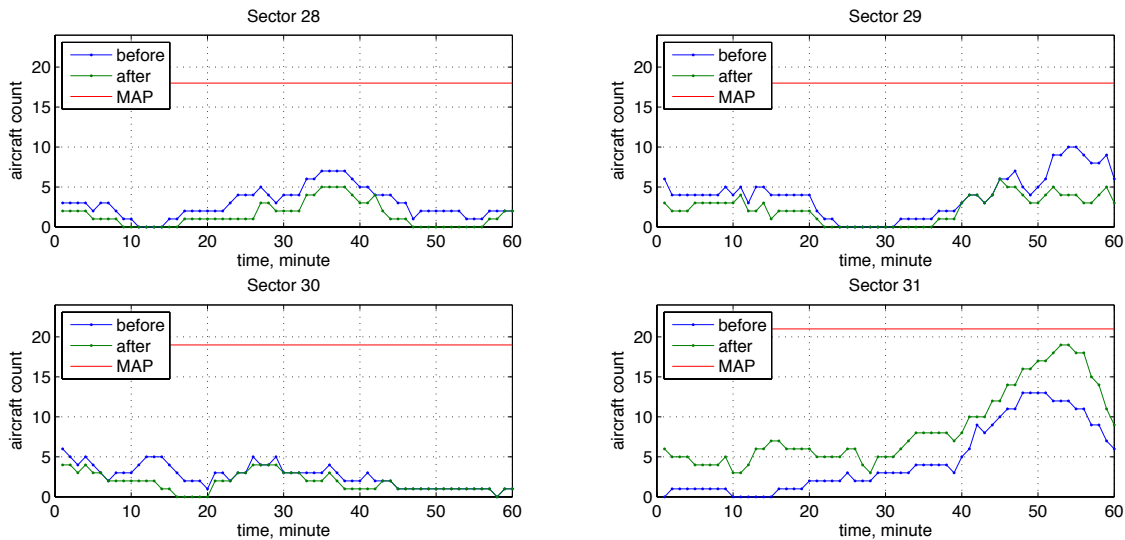 Sector 28
before
after
MAP
20
15
10
5
0
aircraft count
0 10 20 30 40 50 60
time, minute
Sector 29
before
after
MAP
20
15
10
5
0
aircraft count
0 10 20 30 40 50 60
time, minute
Sector 30
before
after
MAP
20
15
10
5
0
aircraft count
0 10 20 30 40 50 60
time, minute
Sector 31
before
after
MAP
20
15
10
5
0
aircraft count
0 10 20 30 40 50 60
time, minute